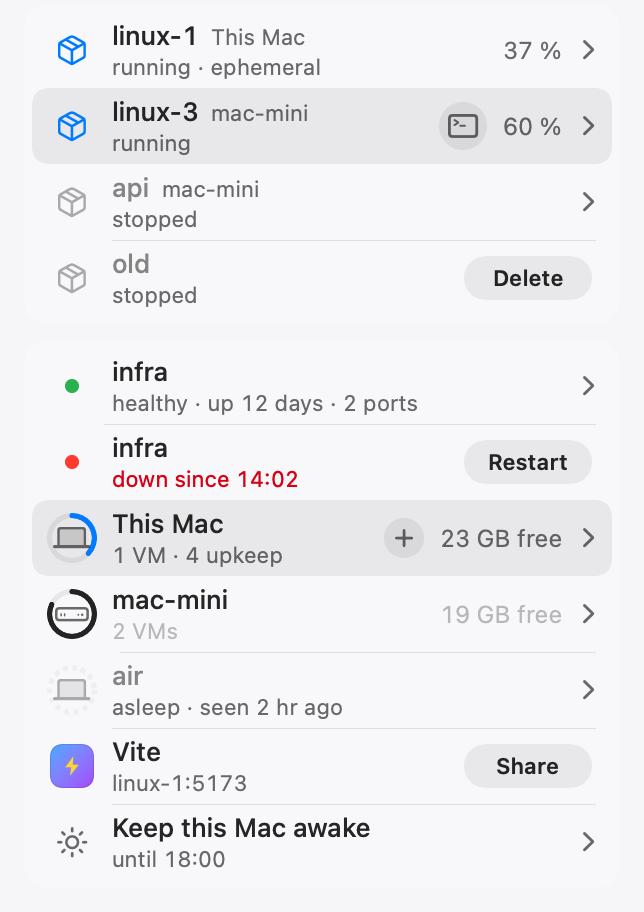 linux-1 This Mac
running · ephemeral
37 %
linux-3 mac-mini
running
60 %
api mac-mini
stopped
old
stopped
Delete
infra
healthy · up 12 days · 2 ports
infra
down since 14:02
Restart
This Mac
1 VM · 4 upkeep
23 GB free
mac-mini
2 VMs
19 GB free
air
asleep · seen 2 hr ago
Vite
linux-1:5173
Share
Keep this Mac awake
until 18:00